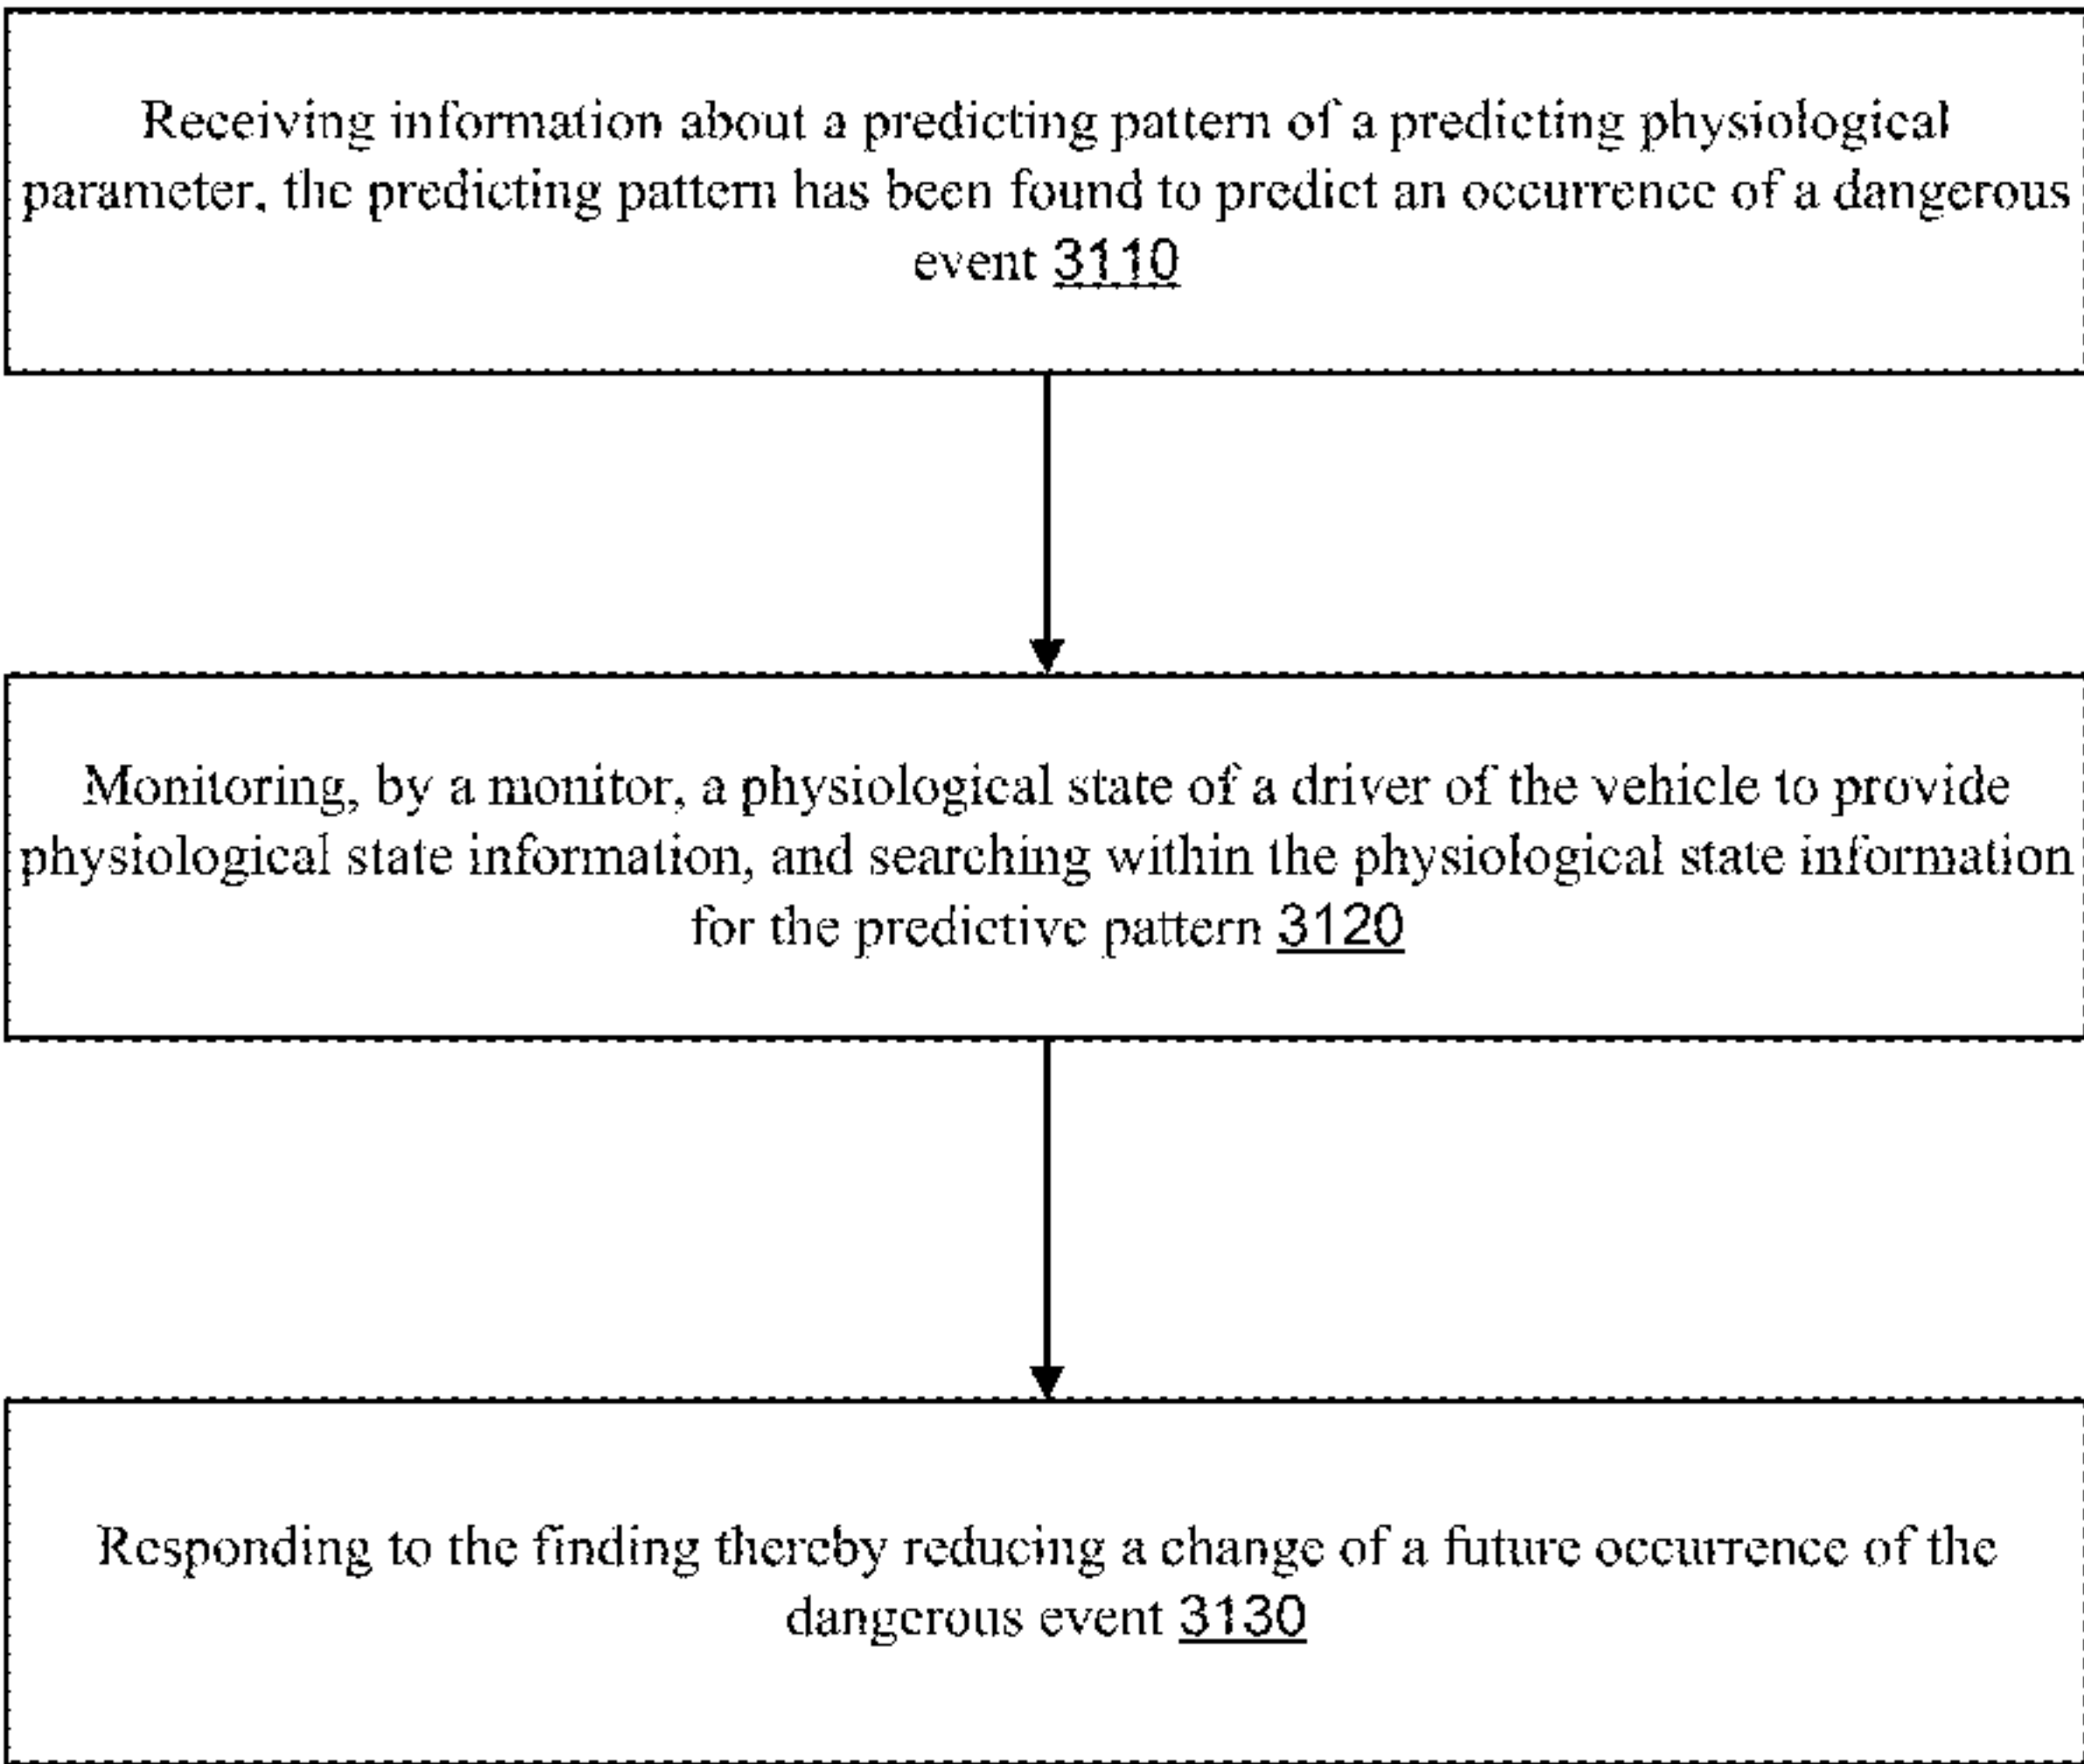 Receiving information about a predicting pattern of a predicting physiological
parameter, the predicting pattern has been found to predict an occurrence of a dangerous
event 3110
Monitoring, by a monitor, a physiological state of a driver of the vehicle to provide
physiological state information, and searching within the physiological state information
for the predictive pattern 3120
Responding to the finding thereby reducing a change of a future occurrence of the
dangerous event 3130